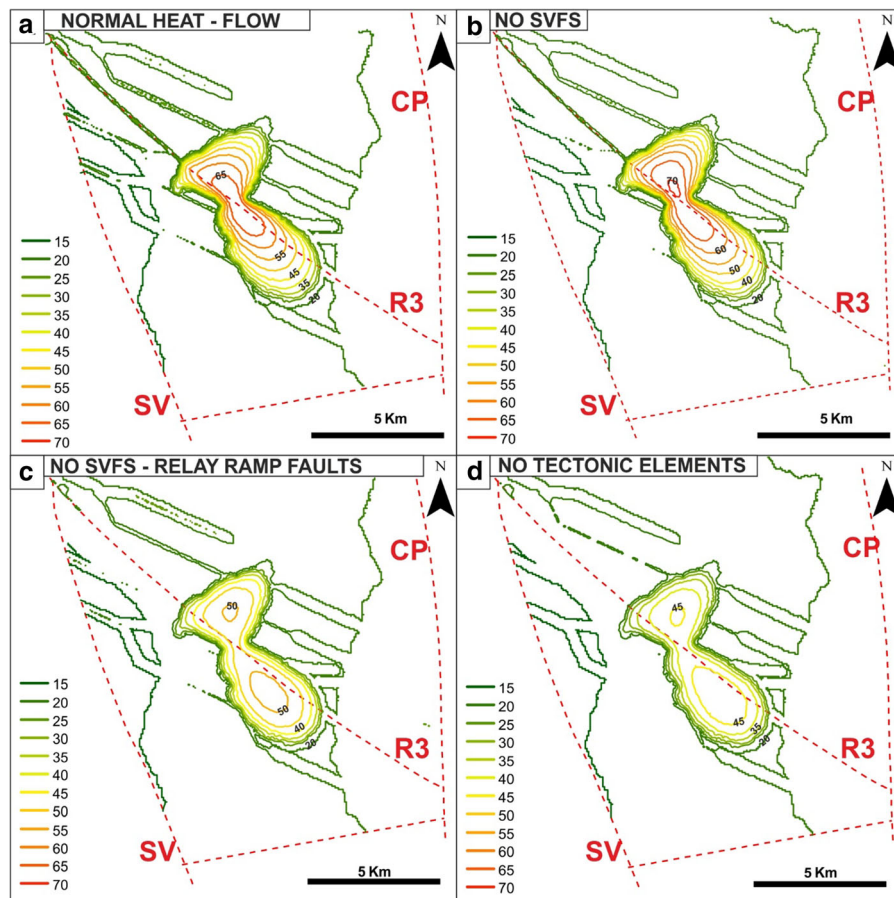 a NORMAL HEAT - FLOW
N
CP
65
55
45
35
20
R3
SV
15
20
25
30
35
40
45
50
55
60
65
70
5 Km
b NO SVFS
N
CP
70
60
50
40
20
R3
SV
15
20
25
30
35
40
45
50
55
60
65
70
5 Km
c NO SVFS - RELAY RAMP FAULTS
N
CP
50
50
40
20
R3
SV
15
20
25
30
35
40
45
50
55
60
65
70
5 Km
d NO TECTONIC ELEMENTS
N
CP
45
45
35
20
R3
SV
15
20
25
30
35
40
45
50
55
60
65
70
5 Km